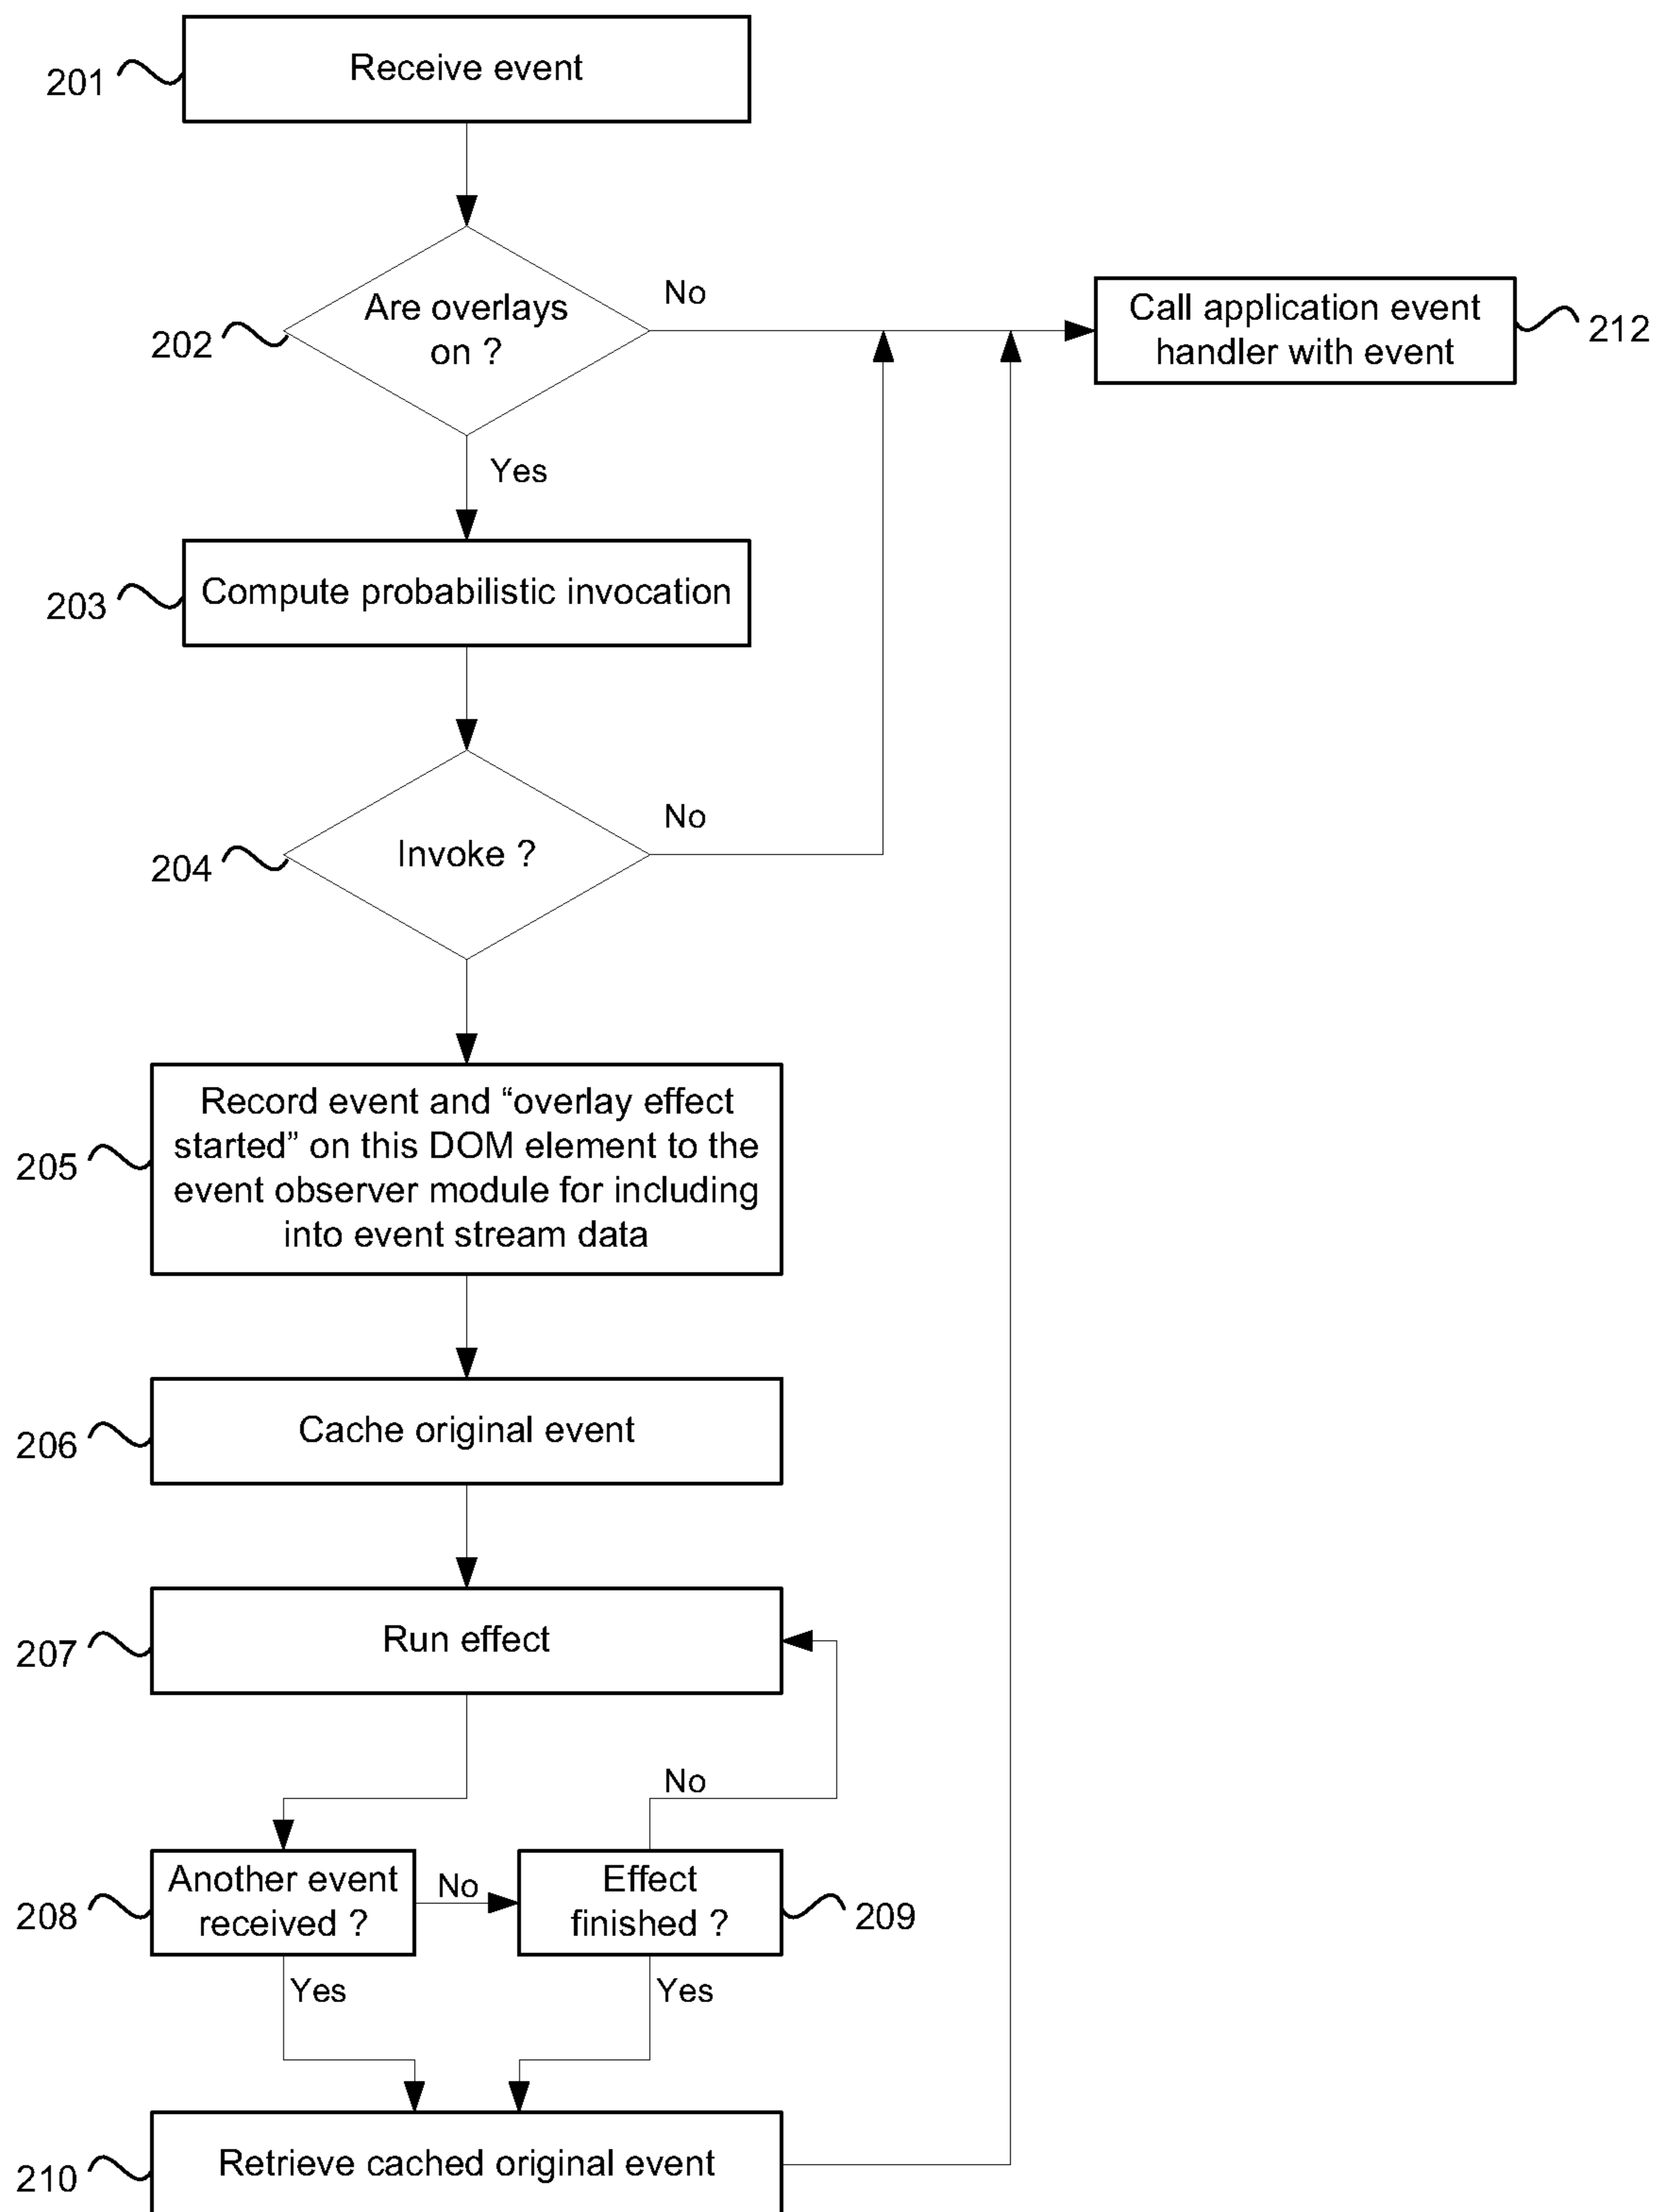 Receive event
201
Are overlays
on ?
202
No
Call application event
handler with event
212
Yes
Compute probabilistic invocation
203
Invoke ?
204
No
Record event and “overlay effect
started” on this DOM element to the
event observer module for including
into event stream data
205
Cache original event
206
Run effect
207
No
Another event
received ?
208
No
Effect
finished ?
209
Yes
Yes
Retrieve cached original event
210